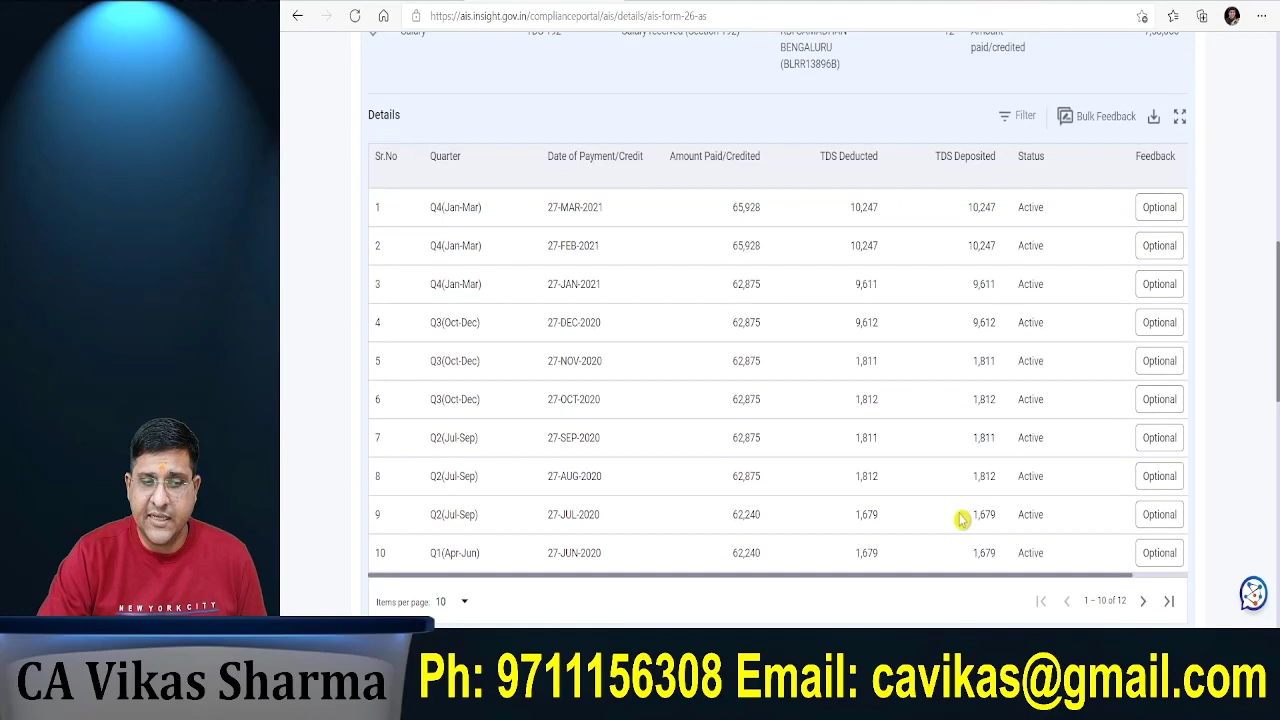 https://ais.insight.gov.in/complianceportal/ais/details/ais-form-26-as
Salary TDS 192 Salary received (Section 192) 12 Amount paid/credited
BENGALURU
(BLRR13896B)
Details Filter Bulk Feedback
Sr.No Quarter Date of Payment/Credit Amount Paid/Credited TDS Deducted TDS Deposited Status Feedback
1 Q4(Jan-Mar) 27-MAR-2021 65,928 10,247 10,247 Active Optional
2 Q4(Jan-Mar) 27-FEB-2021 65,928 10,247 10,247 Active Optional
3 Q4(Jan-Mar) 27-JAN-2021 62,875 9,611 9,611 Active Optional
4 Q3(Oct-Dec) 27-DEC-2020 62,875 9,612 9,612 Active Optional
5 Q3(Oct-Dec) 27-NOV-2020 62,875 1,811 1,811 Active Optional
6 Q3(Oct-Dec) 27-OCT-2020 62,875 1,812 1,812 Active Optional
7 Q2(Jul-Sep) 27-SEP-2020 62,875 1,811 1,811 Active Optional
8 Q2(Jul-Sep) 27-AUG-2020 62,875 1,812 1,812 Active Optional
9 Q2(Jul-Sep) 27-JUL-2020 62,240 1,679 1,679 Active Optional
10 Q1(Apr-Jun) 27-JUN-2020 62,240 1,679 1,679 Active Optional
Items per page: 10 1 – 10 of 12
NEWYORKCITY
CA Vikas Sharma
Ph: 9711156308 Email: cavikas@gmail.com